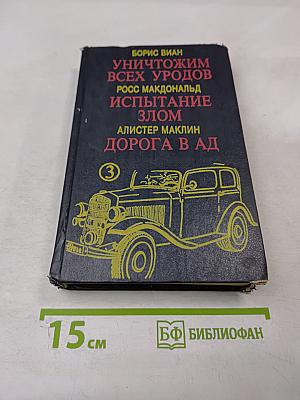 БОРИС ВИАН
УНИЧТОЖИМ
ВСЕХ УРОДОВ
РОСС МАКДОНАЛЬД
ИСПЫТАНИЕ
ЗЛОМ
АЛИСТЕР МАКЛИН
ДОРОГА В АД
3
15 см
БФ БИБЛИОФАН